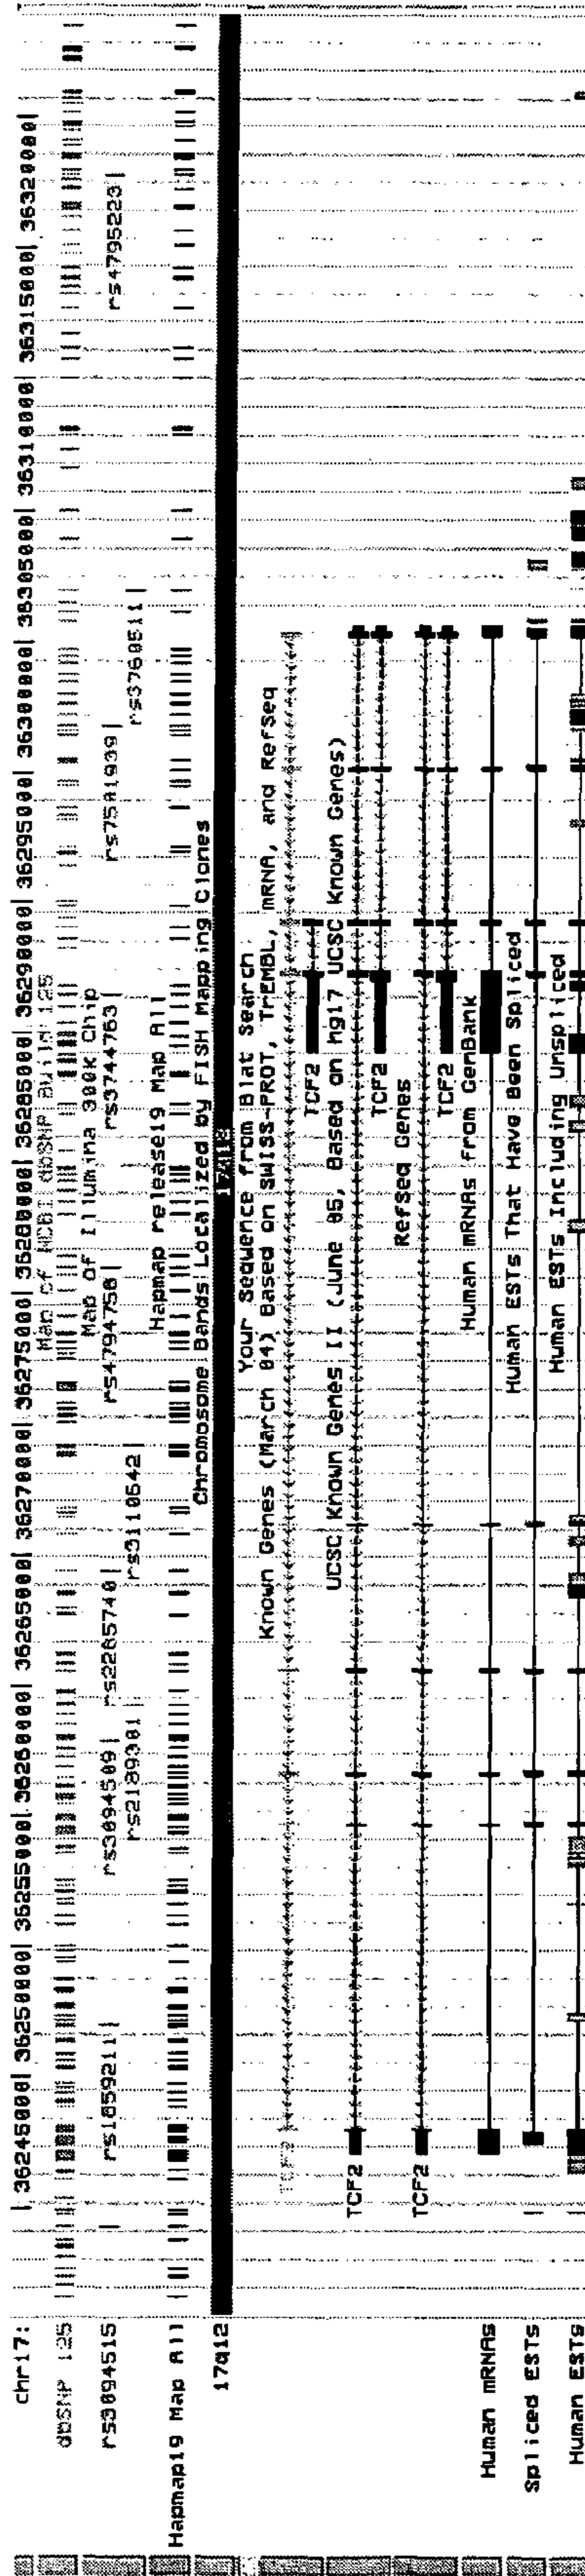 chr17: | 36245000| 36250000| 36255000| 36260000| 36265000| 36270000| 36275000| 36280000| 36285000| 36290000| 36295000| 36300000| 36305000| 36310000| 36315000| 36320000|
Map of NCBI dbSNP Build 125
dbSNP 125
Map of Illumina 300K Chip
rs3094515 | rs1859211 | rs3094509 | rs2285740 | rs4794758 | rs3744763 | rs7501939 | rs4795223 |
rs2189301 | rs3110642 | rs3760511 |
Hapmap release19 Map All
Hapmap19 Map All
Chromosome Bands Localized by FISH Mapping Clones
17q12
Your Sequence from Blat Search
Known Genes (March 04) Based on SWISS-PROT, TrEMBL, mRNA, and RefSeq
TCF2
TCF2
UCSC Known Genes II (June 05, Based on hg17 UCSC Known Genes)
TCF2
TCF2
RefSeq Genes
TCF2
TCF2
Human mRNAs from GenBank
Human mRNAs
Human ESTs That Have Been Spliced
Spliced ESTs
Human ESTs Including Unspliced
Human ESTs